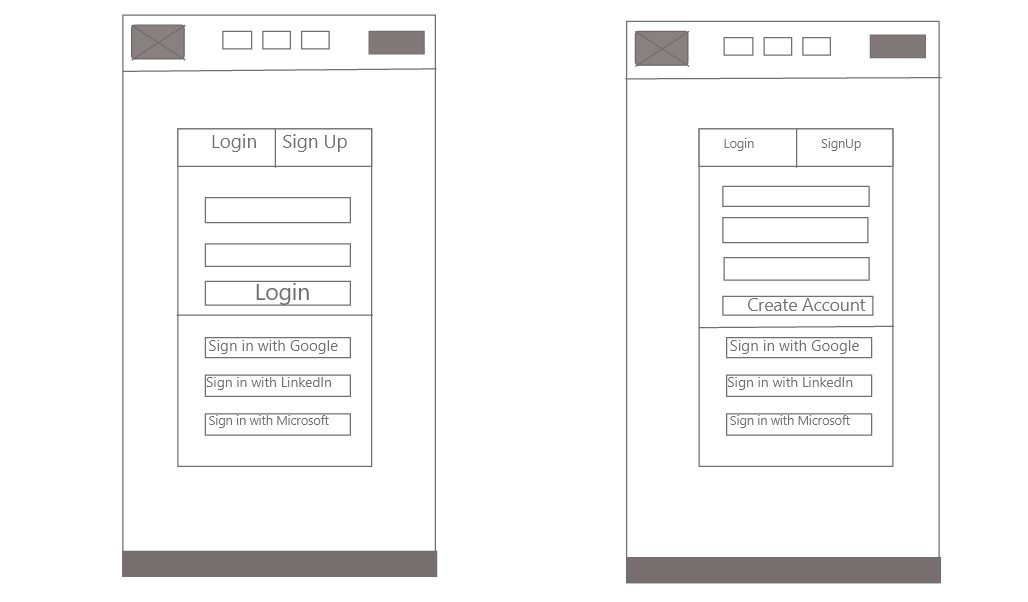 Login
Sign Up
Login
Sign in with Google
Sign in with LinkedIn
Sign in with Microsoft
Login
SignUp
Create Account
Sign in with Google
Sign in with LinkedIn
Sign in with Microsoft